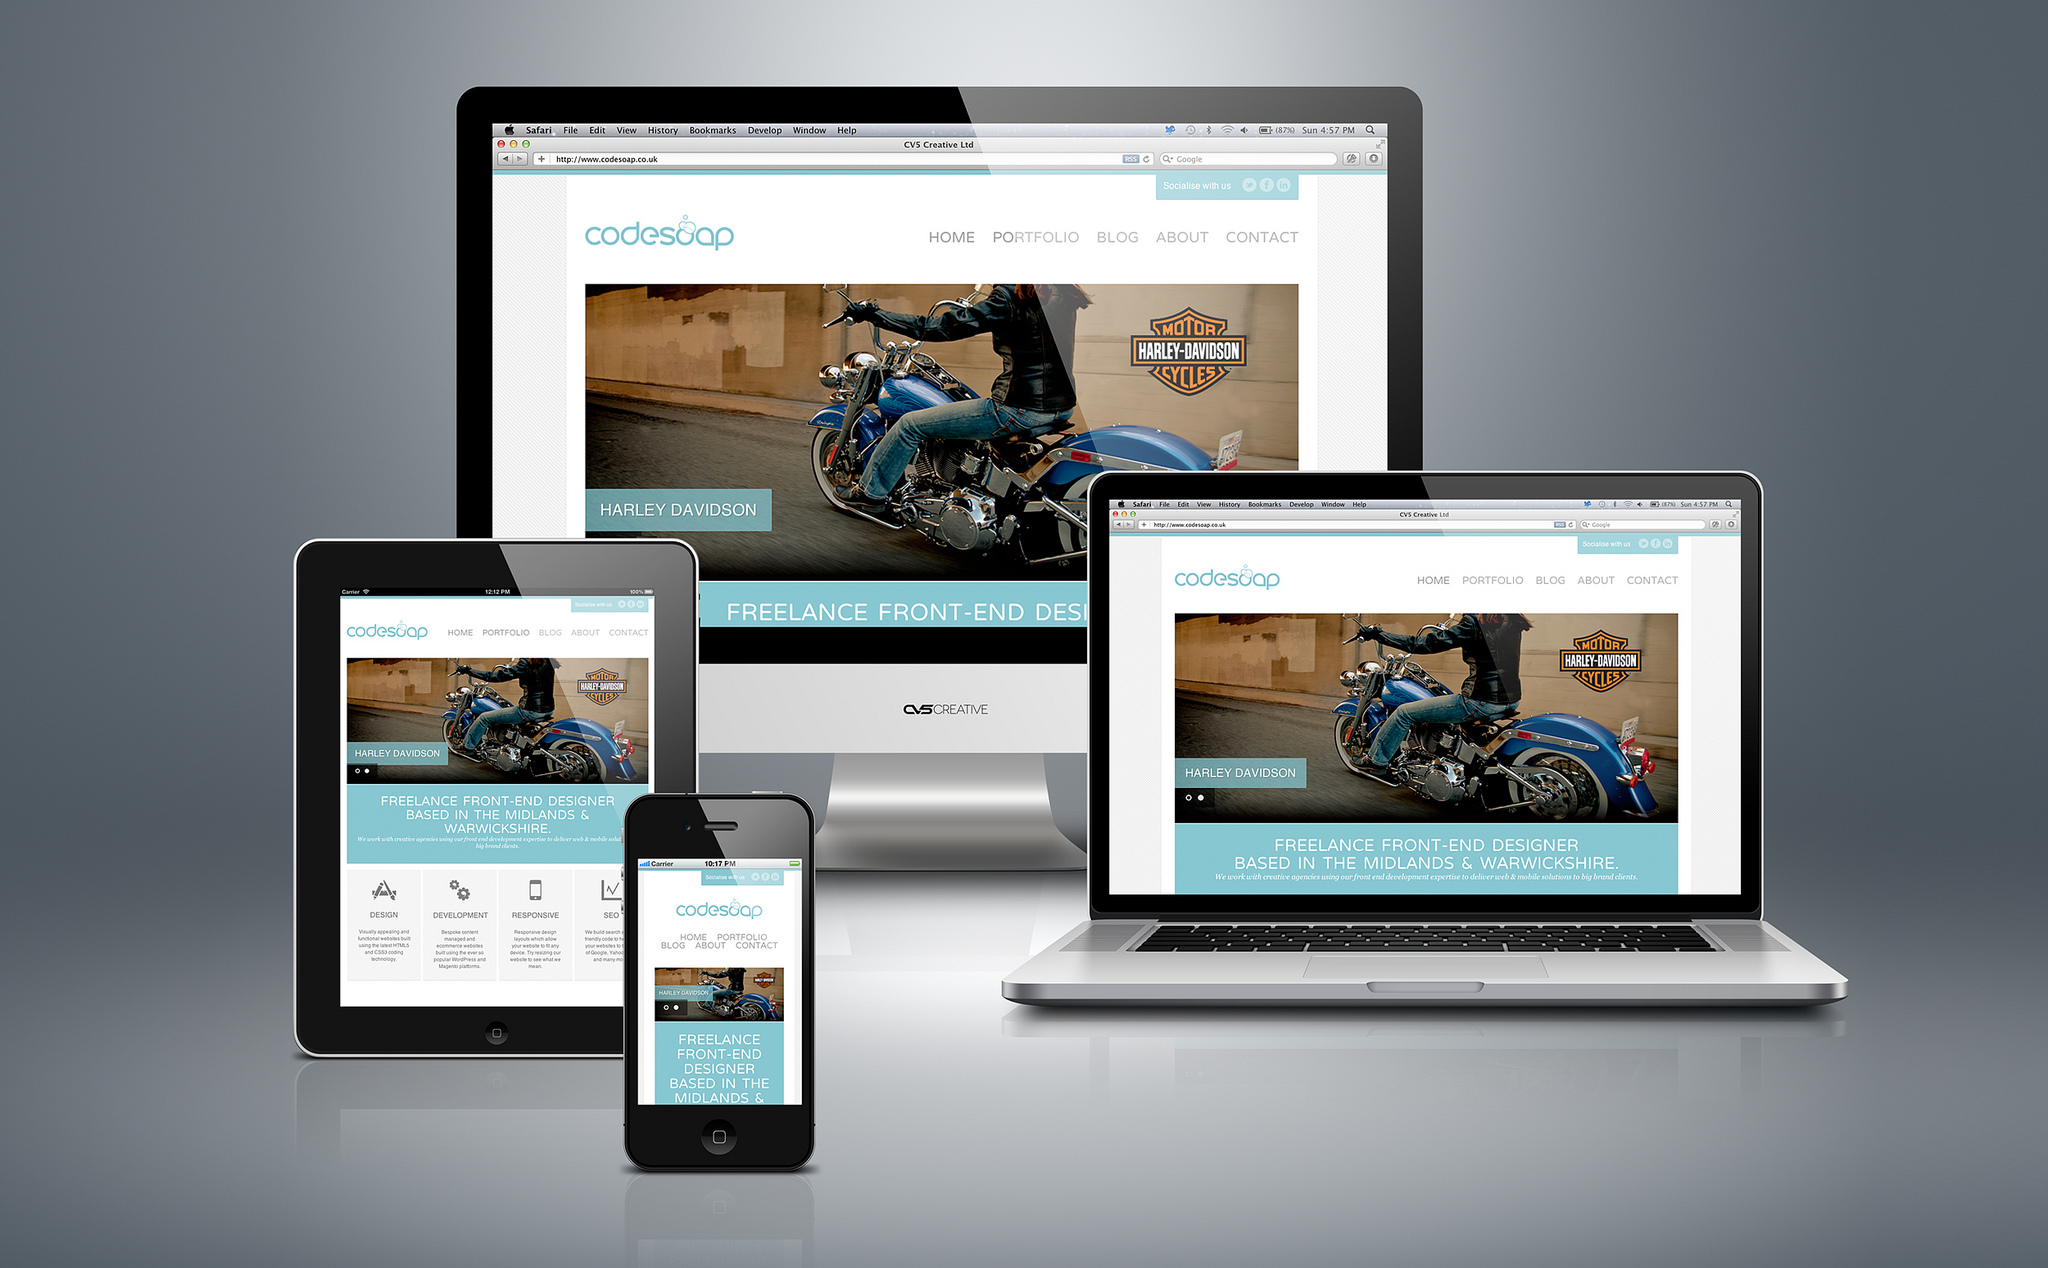 Safari File Edit View History Bookmarks Develop Window Help (87%) Sun 4:57 PM
CV5 Creative Ltd
http://www.codesoap.co.uk RSS Google
Socialise with us
codesoap HOME PORTFOLIO BLOG ABOUT CONTACT
MOTOR
HARLEY-DAVIDSON
CYCLES
HARLEY DAVIDSON
FREELANCE FRONT-END DESI
CV5CREATIVE
Safari File Edit View History Bookmarks Develop Window Help (87%) Sun 4:57 PM
CV5 Creative Ltd
http://www.codesoap.co.uk RSS Google
Socialise with us
codesoap HOME PORTFOLIO BLOG ABOUT CONTACT
MOTOR
HARLEY-DAVIDSON
CYCLES
HARLEY DAVIDSON
FREELANCE FRONT-END DESIGNER
BASED IN THE MIDLANDS & WARWICKSHIRE.
We work with creative agencies using our front end development expertise to deliver web & mobile solutions to big brand clients.
Carrier 12:12 PM 100%
Socialise with us
codesoap HOME PORTFOLIO BLOG ABOUT CONTACT
MOTOR
HARLEY-DAVIDSON
CYCLES
HARLEY DAVIDSON
FREELANCE FRONT-END DESIGNER
BASED IN THE MIDLANDS &
WARWICKSHIRE.
We work with creative agencies using our front end development expertise to deliver web & mobile solu
big brand clients.
DESIGN
Visually appealing and
functional websites built
using the latest HTML5
and CSS3 coding
technology.
DEVELOPMENT
Bespoke content
managed and
ecommerce websites
built using the ever so
popular WordPress and
Magento platforms.
RESPONSIVE
Responsive design
layouts which allow
your website to fit any
device. Try resizing our
website to see what we
mean.
SEO
We build search
friendly code to h
your websites to
of Google, Yahoo
and many mo
Carrier 10:17 PM
Socialise with us
codesoap
HOME PORTFOLIO
BLOG ABOUT CONTACT
HARLEY-DAVIDSON
HARLEY DAVIDSON
FREELANCE
FRONT-END
DESIGNER
BASED IN THE
MIDLANDS &